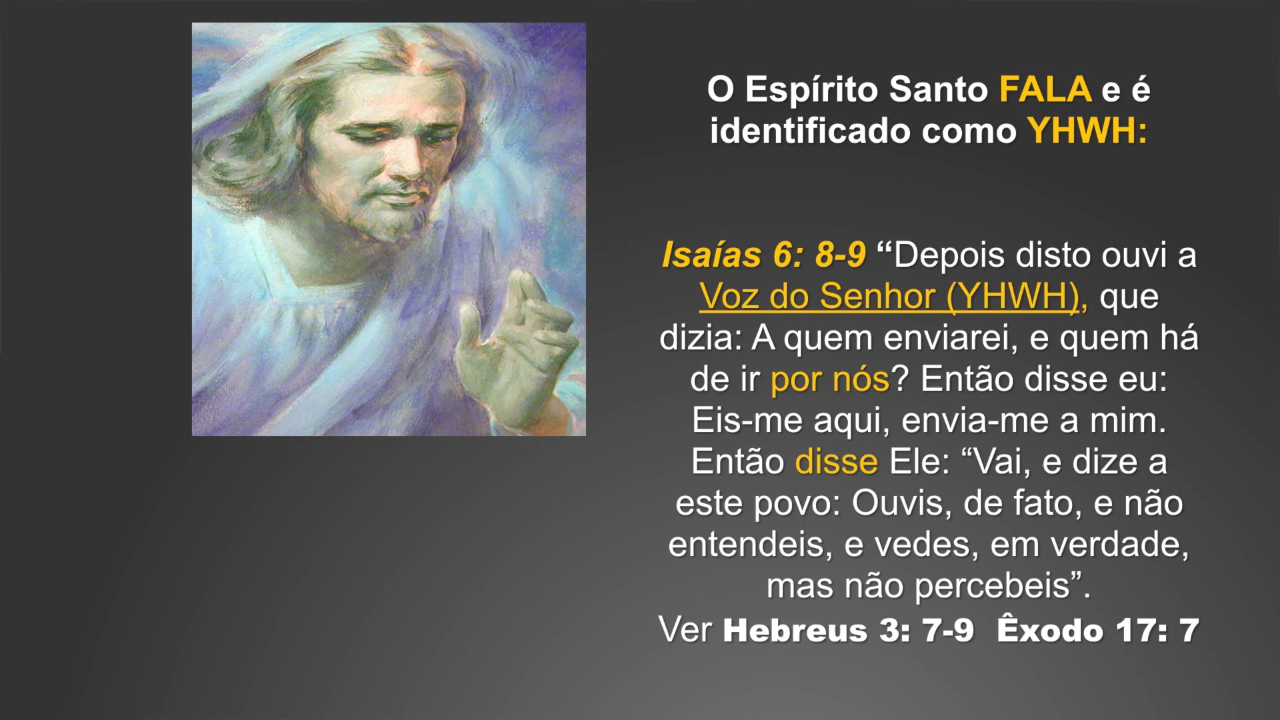 O Espírito Santo FALA e é
identificado como YHWH:
Isaías 6: 8-9 “Depois disto ouvi a
Voz do Senhor (YHWH), que
dizia: A quem enviarei, e quem há
de ir por nós? Então disse eu:
Eis-me aqui, envia-me a mim.
Então disse Ele: “Vai, e dize a
este povo: Ouvis, de fato, e não
entendeis, e vedes, em verdade,
mas não percebeis”.
Ver Hebreus 3: 7-9  Êxodo 17: 7